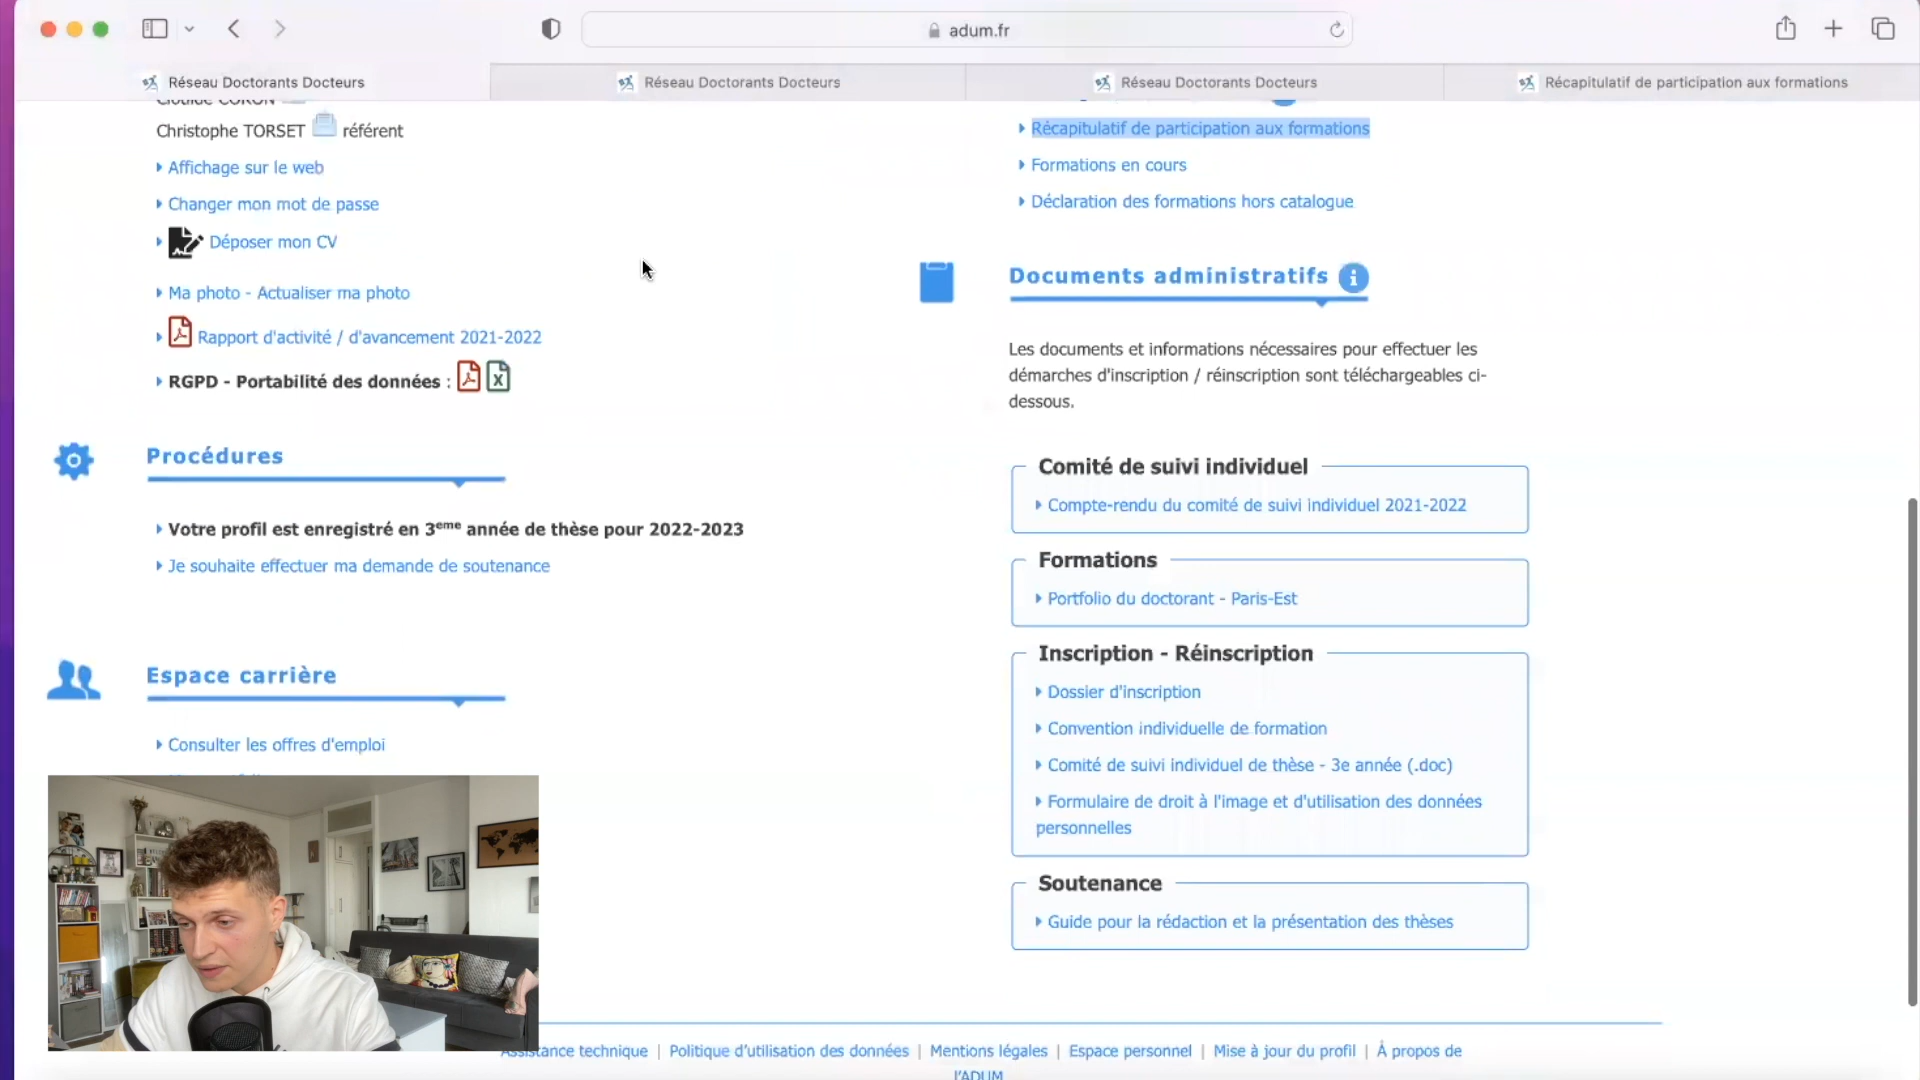 adum.fr
Réseau Doctorants Docteurs
Réseau Doctorants Docteurs
Réseau Doctorants Docteurs
Récapitulatif de participation aux formations
Christophe TORSET référent
Affichage sur le web
Changer mon mot de passe
Déposer mon CV
Ma photo - Actualiser ma photo
Rapport d'activité / d'avancement 2021-2022
RGPD - Portabilité des données :
Procédures
Votre profil est enregistré en 3eme année de thèse pour 2022-2023
Je souhaite effectuer ma demande de soutenance
Espace carrière
Consulter les offres d'emploi
Récapitulatif de participation aux formations
Formations en cours
Déclaration des formations hors catalogue
Documents administratifs
Les documents et informations nécessaires pour effectuer les
démarches d'inscription / réinscription sont téléchargeables ci-
dessous.
Comité de suivi individuel
Compte-rendu du comité de suivi individuel 2021-2022
Formations
Portfolio du doctorant - Paris-Est
Inscription - Réinscription
Dossier d'inscription
Convention individuelle de formation
Comité de suivi individuel de thèse - 3e année (.doc)
Formulaire de droit à l'image et d'utilisation des données
personnelles
Soutenance
Guide pour la rédaction et la présentation des thèses
Assistance technique | Politique d'utilisation des données | Mentions légales | Espace personnel | Mise à jour du profil | À propos de
l'ADUM